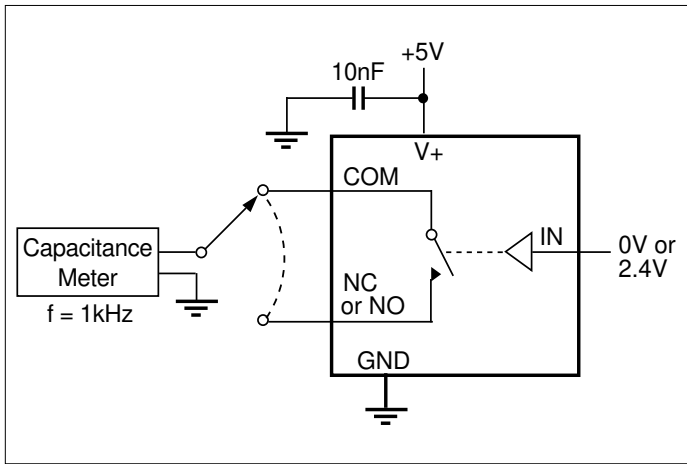 +5V
10nF
V+
COM
Capacitance
Meter
f = 1kHz
IN
0V or
2.4V
NC
or NO
GND